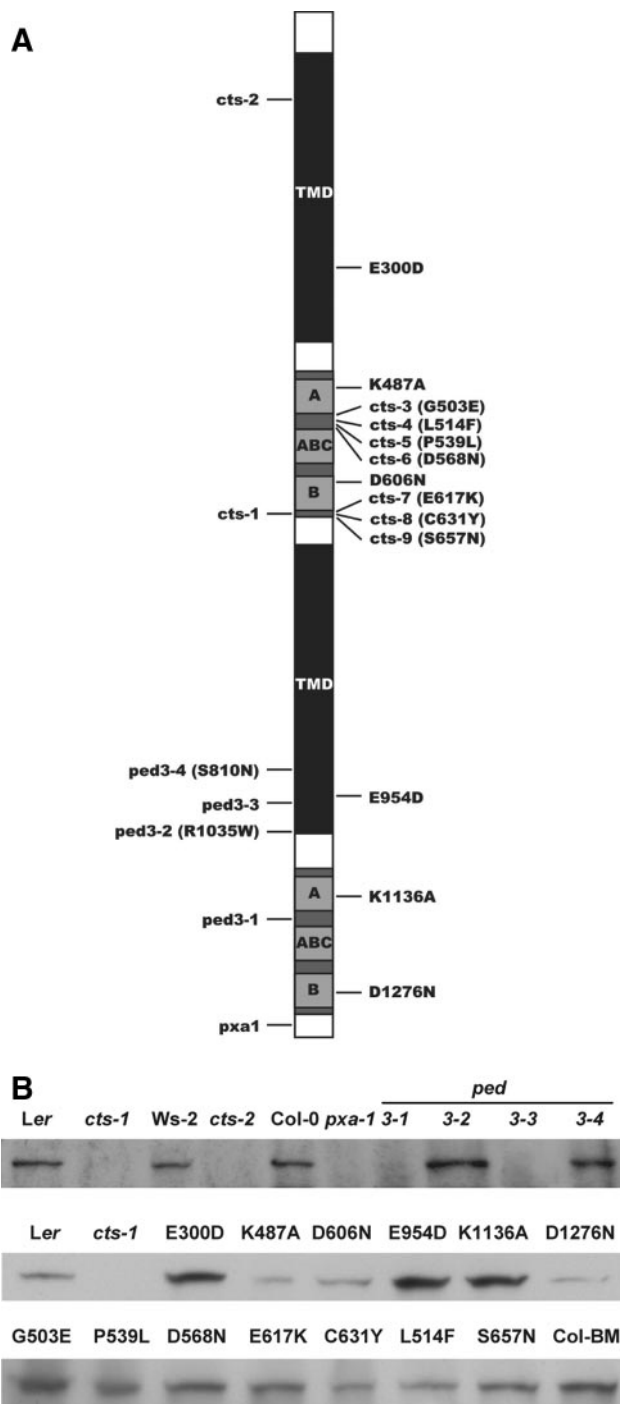 A
cts-2
TMD
E300D
K487A
A
cts-3 (G503E)
cts-4 (L514F)
ABC
cts-5 (P539L)
cts-6 (D568N)
D606N
B
cts-7 (E617K)
cts-1
cts-8 (C631Y)
cts-9 (S657N)
TMD
ped3-4 (S810N)
E954D
ped3-3
ped3-2 (R1035W)
A
K1136A
ped3-1
ABC
B
D1276N
pxa1
B
ped
Ler cts-1 Ws-2 cts-2 Col-0 pxa-1 3-1 3-2 3-3 3-4
Ler cts-1 E300D K487A D606N E954D K1136A D1276N
G503E P539L D568N E617K C631Y L514F S657N Col-BM